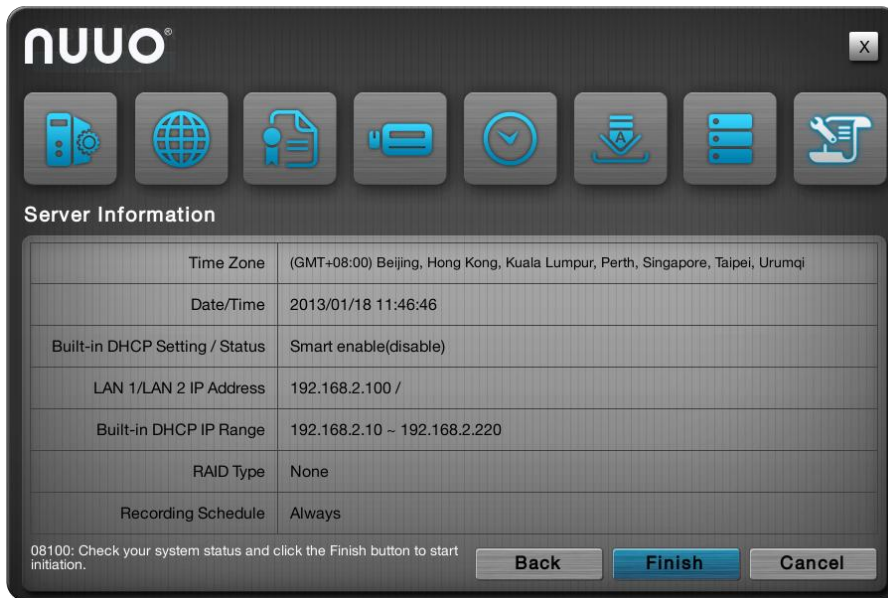 nuuo®
X
A
Server Information
Time Zone (GMT+08:00) Beijing, Hong Kong, Kuala Lumpur, Perth, Singapore, Taipei, Urumqi
Date/Time 2013/01/18 11:46:46
Built-in DHCP Setting / Status Smart enable(disable)
LAN 1/LAN 2 IP Address 192.168.2.100 /
Built-in DHCP IP Range 192.168.2.10 ~ 192.168.2.220
RAID Type None
Recording Schedule Always
08100: Check your system status and click the Finish button to start
initiation.
Back Finish Cancel